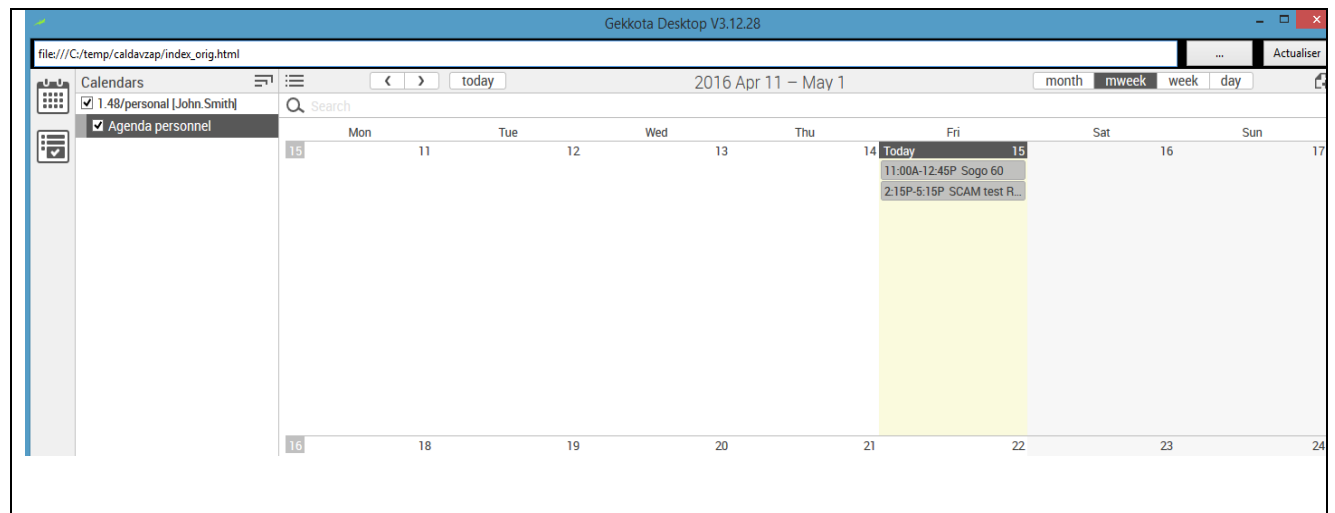 Gekkota Desktop V3.12.28
file:///C:/temp/caldavzap/index_orig.html ... Actualiser
Calendars today 2016 Apr 11 – May 1 month mweek week day
1.48/personal [John.Smith] Search
Agenda personnel
Mon Tue Wed Thu Fri Sat Sun
15 11 12 13 14 Today 15 16 17
11:00A-12:45P Sogo 60
2:15P-5:15P SCAM test R...
16 18 19 20 21 22 23 24